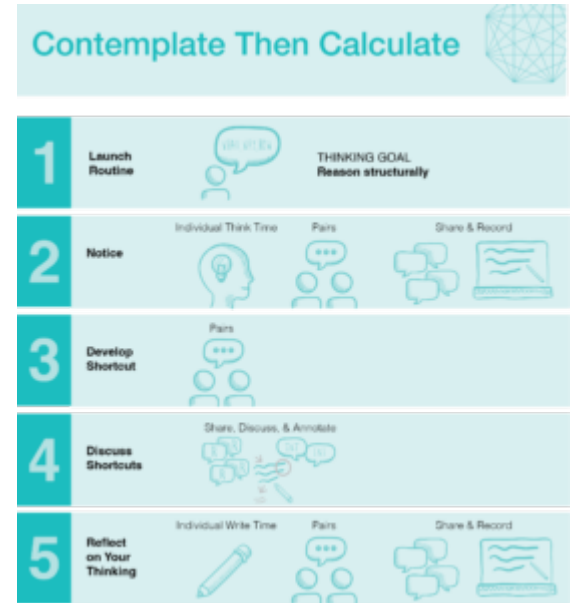 Contemplate Then Calculate
1
Launch
Routine
THINKING GOAL
Reason structurally
2
Notice
Individual Think Time
Pairs
Share & Record
3
Develop
Shortcut
Pairs
4
Discuss
Shortcuts
Share, Discuss, & Annotate
5
Reflect
on Your
Thinking
Individual Write Time
Pairs
Share & Record